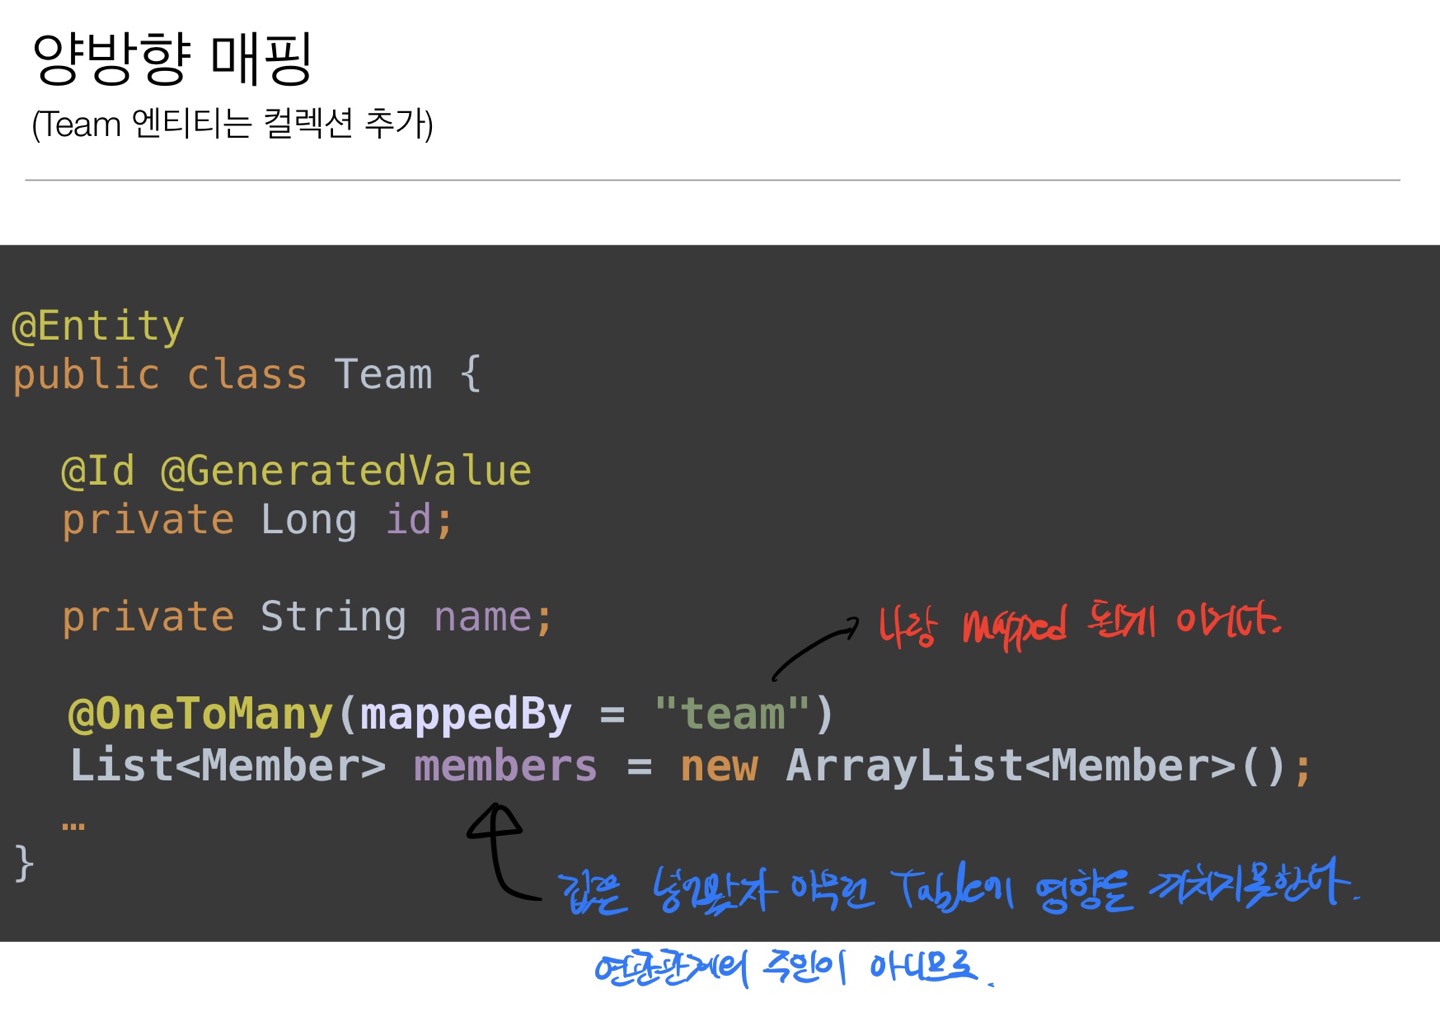 양방향 매핑
(Team 엔티티는 컬렉션 추가)
@Entity
public class Team {
@Id @GeneratedValue
private Long id;
private String name;
나랑 mapped 된게 이거다.
@OneToMany(mappedBy = "team")
List<Member> members = new ArrayList<Member>();
…
}
값은 넣어봤자 아무런 Table에 영향을 끼치지못한다.
연관관계의 주인이 아니므로.